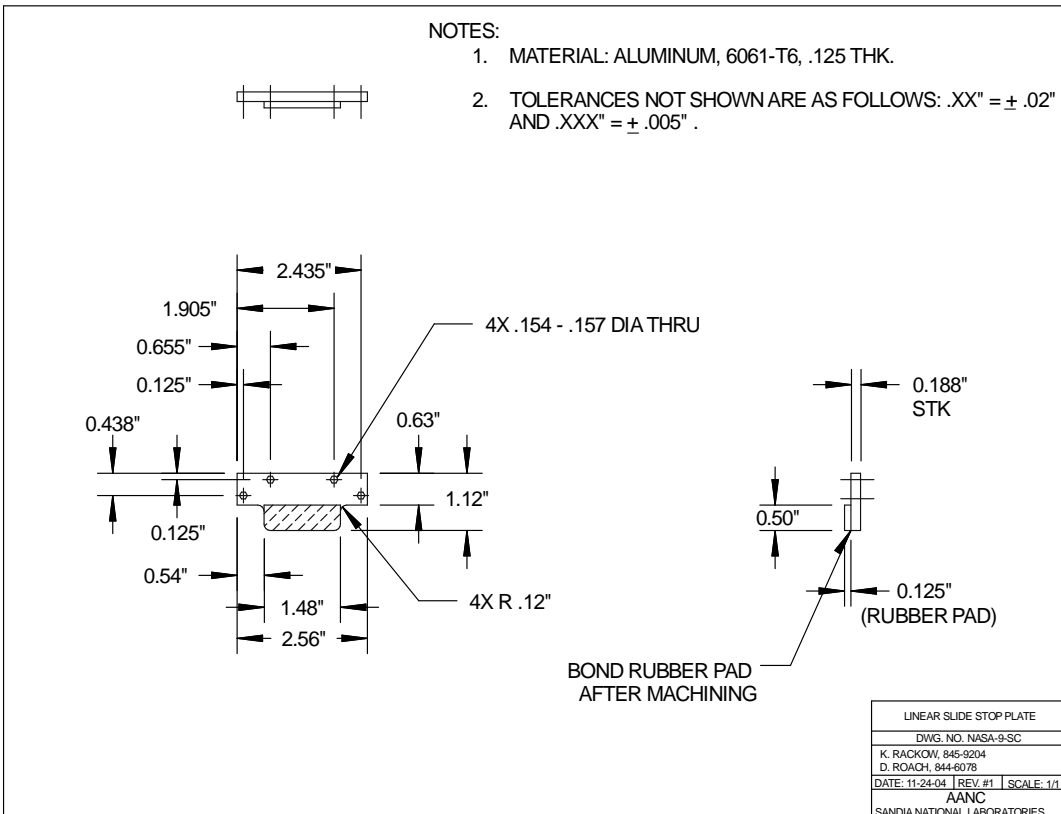 NOTES:
1. MATERIAL: ALUMINUM, 6061-T6, .125 THK.
2. TOLERANCES NOT SHOWN ARE AS FOLLOWS: .XX" = ± .02"
AND .XXX" = ± .005" .
2.435"
1.905"
4X .154 - .157 DIA THRU
0.655"
0.125"
0.438"
0.63"
0.188"
STK
1.12"
0.50"
0.125"
0.54"
1.48"
4X R .12"
2.56"
0.125"
(RUBBER PAD)
BOND RUBBER PAD
AFTER MACHINING
LINEAR SLIDE STOP PLATE
DWG. NO. NASA-9-SC
K. RACKOW, 845-9204
D. ROACH, 844-6078
DATE: 11-24-04 REV. #1 SCALE: 1/1
AANC
SANDIA NATIONAL LABORATORIES